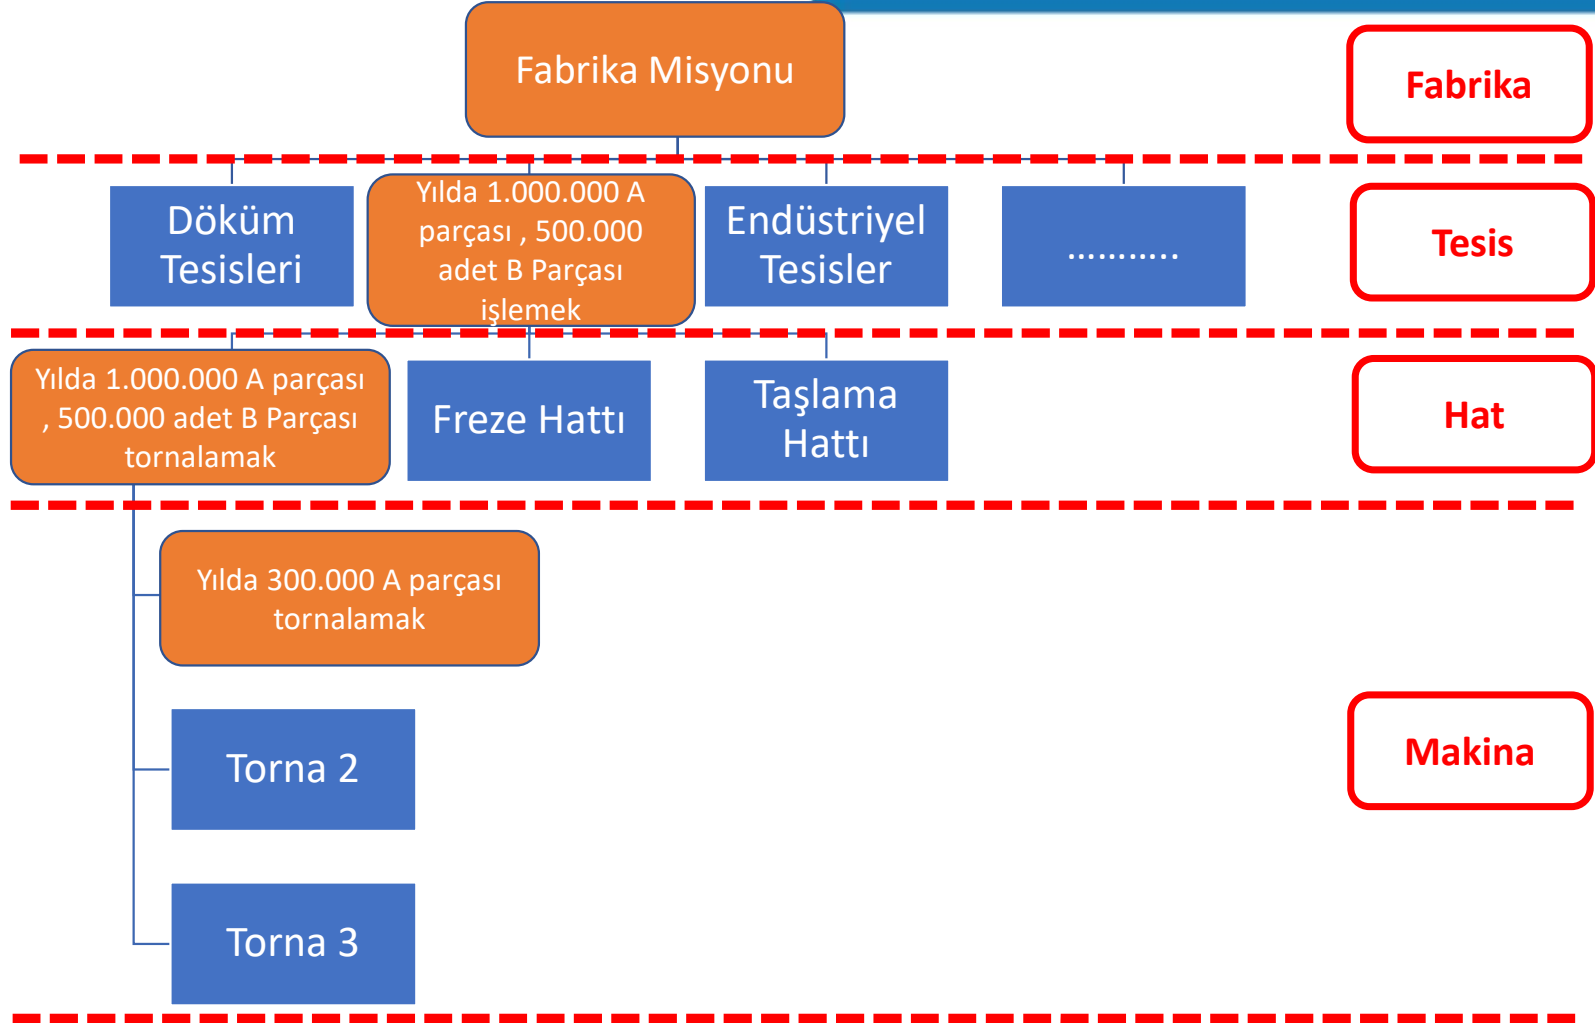 Fabrika Misyonu
Fabrika
Döküm
Tesisleri
Yılda 1.000.000 A
parçası , 500.000
adet B Parçası
işlemek
Endüstriyel
Tesisler
...........
Tesis
Yılda 1.000.000 A parçası
, 500.000 adet B Parçası
tornalamak
Freze Hattı
Taşlama
Hattı
Hat
Yılda 300.000 A parçası
tornalamak
Torna 2
Makina
Torna 3